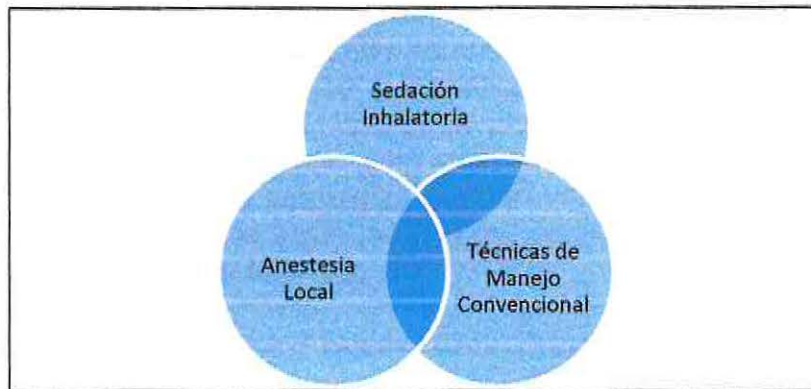 Sedación
Inhalatoria
Anestesia
Local
Técnicas de
Manejo
Convencional